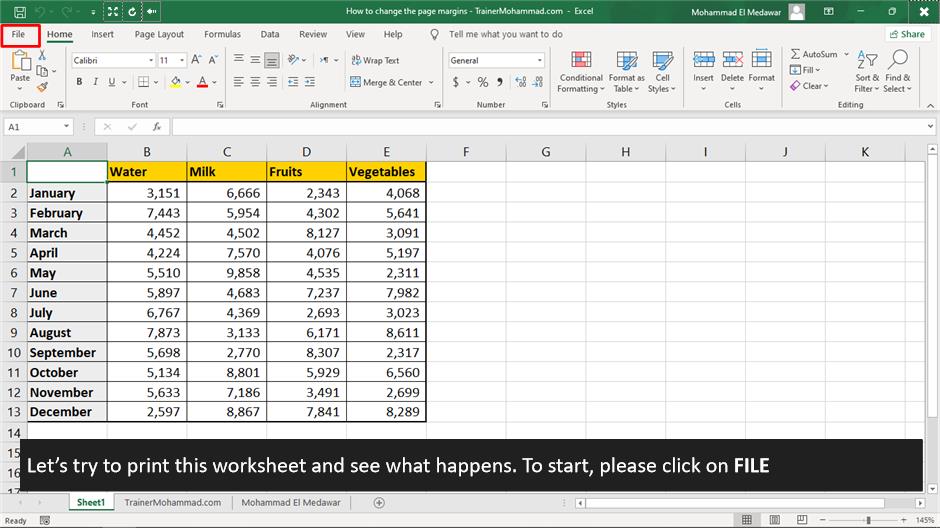 How to change the page margins - TrainerMohammad.com - Excel
Mohammad El Medawar
File Home Insert Page Layout Formulas Data Review View Help Tell me what you want to do Share
Calibri 11 Wrap Text General AutoSum
Paste B I U Merge & Center $ % Conditional Formatting Format as Table Cell Styles Insert Delete Format Fill Clear Sort & Filter Find & Select
Clipboard Font Alignment Number Styles Cells Editing
A1 fx
A B C D E F G H I J K
1 Water Milk Fruits Vegetables
2 January 3,151 6,666 2,343 4,068
3 February 7,443 5,954 4,302 5,641
4 March 4,452 4,502 8,127 3,091
5 April 4,224 7,570 4,076 5,197
6 May 5,510 9,858 4,535 2,311
7 June 5,897 4,683 7,237 7,982
8 July 6,767 4,369 2,693 3,023
9 August 7,873 3,133 6,171 8,611
10 September 5,698 2,770 8,307 2,317
11 October 5,134 8,801 5,929 6,560
12 November 5,633 7,186 3,491 2,699
13 December 2,597 8,867 7,841 8,289
14
15
16
17
Let’s try to print this worksheet and see what happens. To start, please click on FILE
Sheet1 TrainerMohammad.com Mohammad El Medawar
Ready 145%